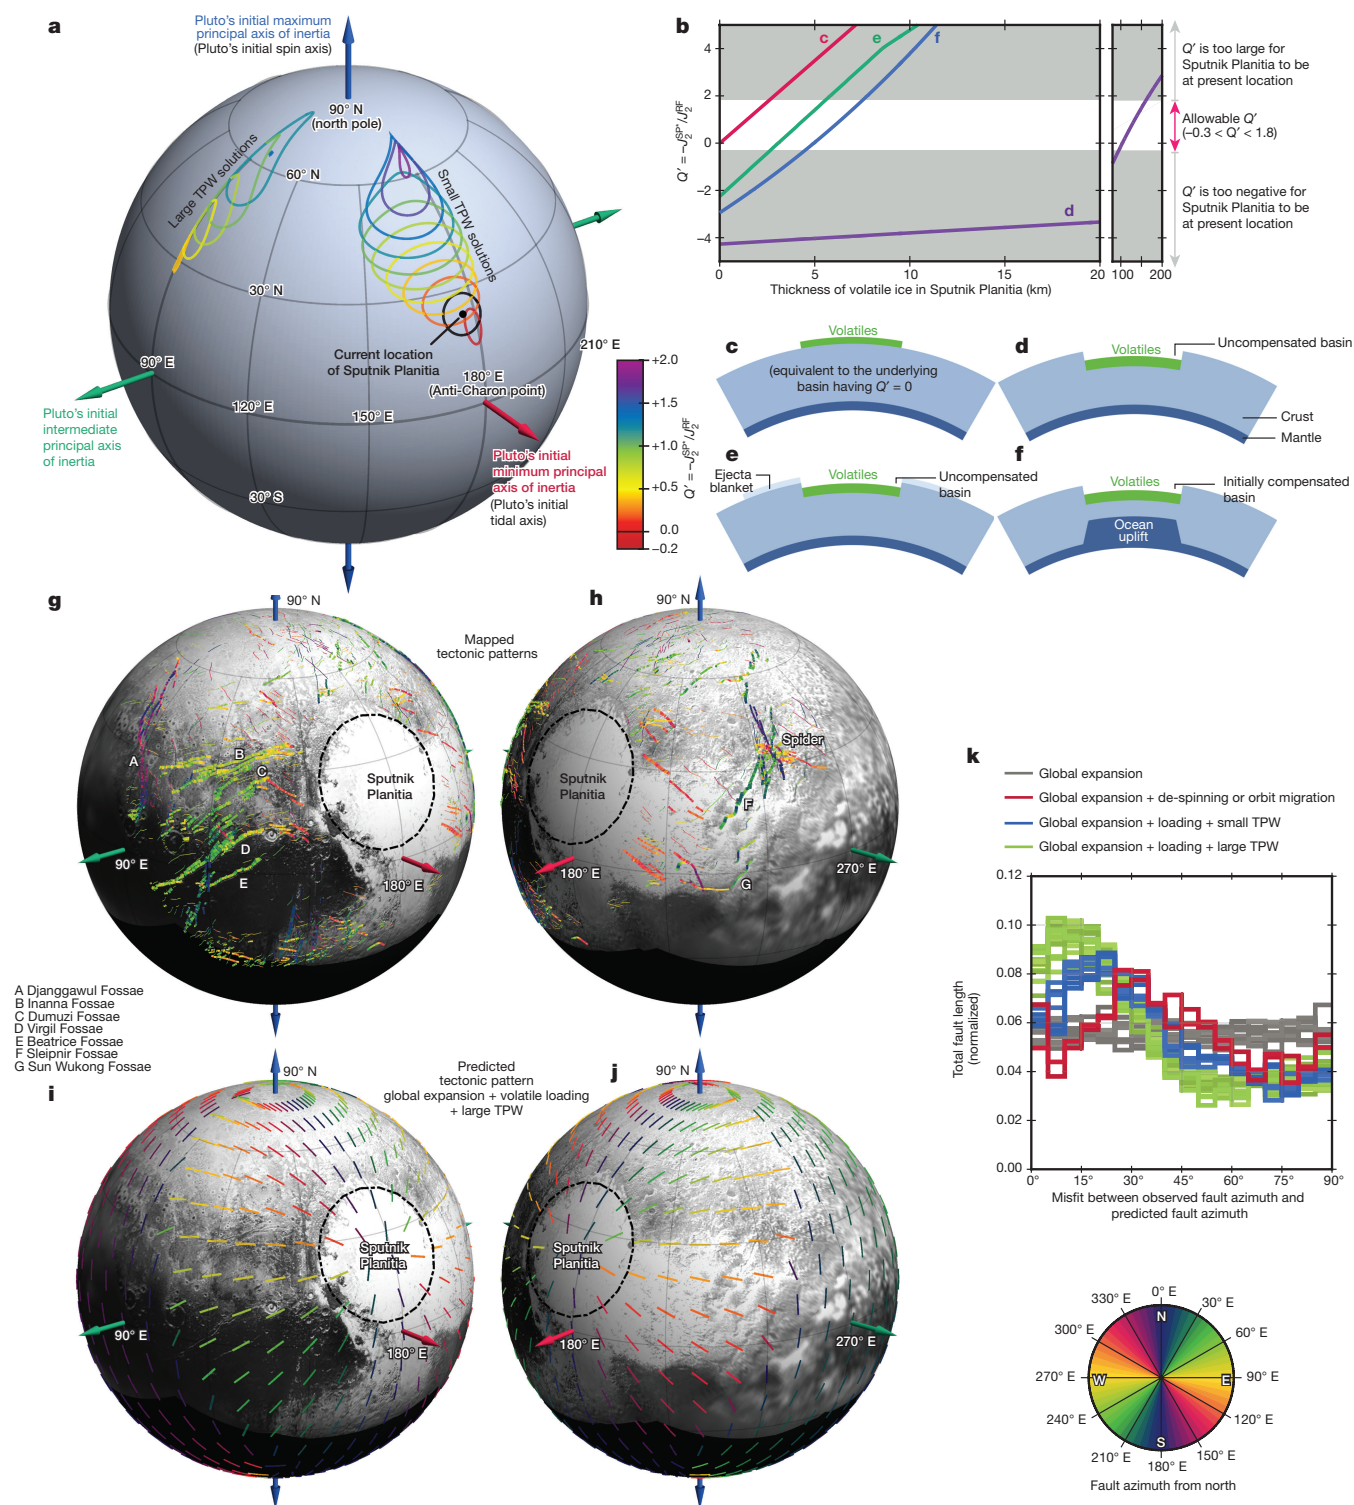 a
Pluto's initial maximum
principal axis of inertia
(Pluto's initial spin axis)
90° N
(north pole)
Large TPW solutions
60° N
Small TPW solutions
30° N
Current location
of Sputnik Planitia
210° E
90° E
180° E
(Anti-Charon point)
120° E
150° E
Pluto's initial
intermediate
principal axis
of inertia
Pluto's initial
minimum principal
axis of inertia
(Pluto's initial
tidal axis)
30° S
+2.0
+1.5
+1.0
+0.5
0.0
−0.2
Q′ = −J₂^SP*/J₂^RF
b
4
2
0
−2
−4
Q′ = −J₂^SP*/J₂^RF
c
e
f
d
0
5
10
15
20
100
200
Thickness of volatile ice in Sputnik Planitia (km)
Q′ is too large for
Sputnik Planitia to be
at present location
Allowable Q′
(−0.3 < Q′ < 1.8)
Q′ is too negative for
Sputnik Planitia to be
at present location
c
Volatiles
(equivalent to the underlying
basin having Q′ = 0
d
Volatiles
Uncompensated basin
Crust
Mantle
e
Ejecta
blanket
Volatiles
Uncompensated
basin
f
Volatiles
Initially compensated
basin
Ocean
uplift
g
90° N
Mapped
tectonic patterns
A
B
C
D
E
Sputnik
Planitia
90° E
180° E
h
90° N
Sputnik
Planitia
Spider
F
G
180° E
270° E
A Djanggawul Fossae
B Inanna Fossae
C Dumuzi Fossae
D Virgil Fossae
E Beatrice Fossae
F Sleipnir Fossae
G Sun Wukong Fossae
i
90° N
Predicted
tectonic pattern
global expansion + volatile loading
+ large TPW
Sputnik
Planitia
90° E
180° E
j
90° N
Sputnik
Planitia
180° E
270° E
k
Global expansion
Global expansion + de-spinning or orbit migration
Global expansion + loading + small TPW
Global expansion + loading + large TPW
0.12
0.10
0.08
0.06
0.04
0.02
0.00
Total fault length
(normalized)
0°
15°
30°
45°
60°
75°
90°
Misfit between observed fault azimuth and
predicted fault azimuth
0° E
30° E
60° E
90° E
120° E
150° E
180° E
210° E
240° E
270° E
300° E
330° E
N
E
S
W
Fault azimuth from north